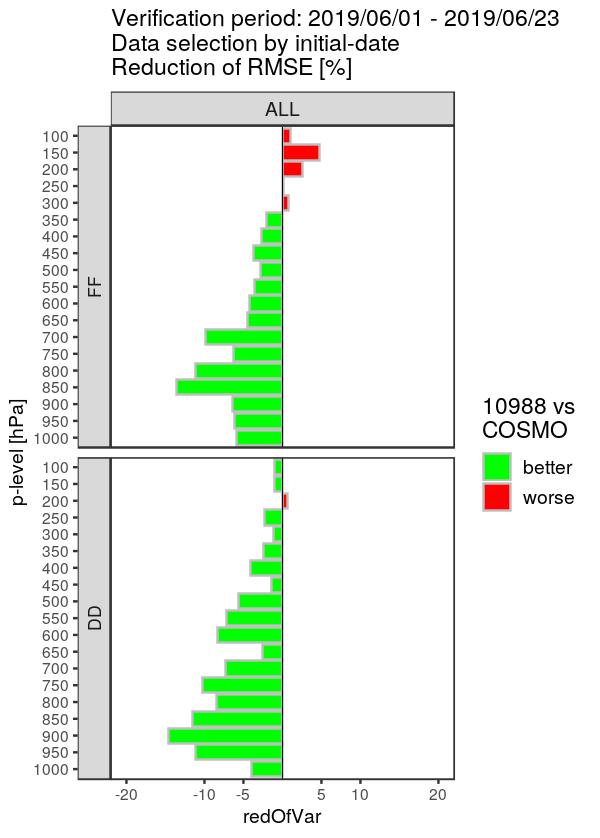 Verification period: 2019/06/01 - 2019/06/23
Data selection by initial-date
Reduction of RMSE [%]
ALL
FF
100
150
200
250
300
350
400
450
500
550
600
650
700
750
800
850
900
950
1000
p-level [hPa]
DD
100
150
200
250
300
350
400
450
500
550
600
650
700
750
800
850
900
950
1000
-20 -10 -5 5 10 20
redOfVar
10988 vs
COSMO
better
worse